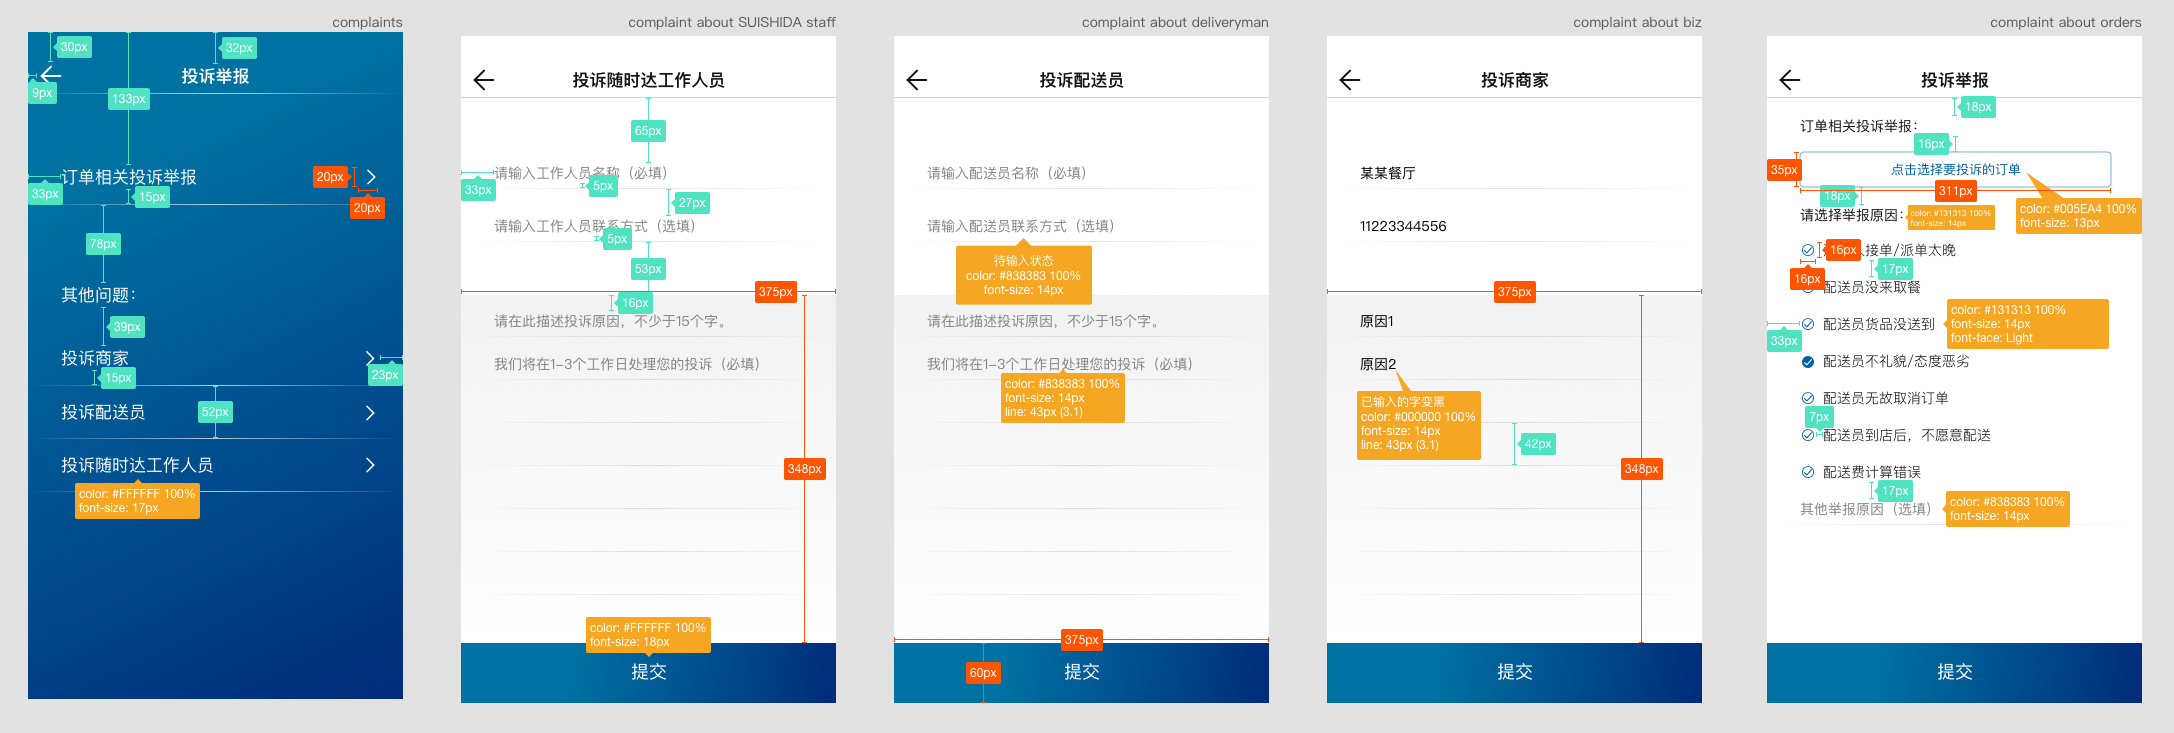 complaints
30px
32px
投诉举报
9px
133px
订单相关投诉举报
20px
33px
15px
20px
78px
其他问题：
39px
投诉商家
23px
15px
投诉配送员
52px
投诉随时达工作人员
color: #FFFFFF 100%
font-size: 17px
complaint about SUISHIDA staff
投诉随时达工作人员
65px
请输入工作人员名称（必填）
33px
5px
27px
请输入工作人员联系方式（选填）
5px
53px
375px
16px
请在此描述投诉原因，不少于15个字。
我们将在1-3个工作日处理您的投诉（必填）
348px
color: #FFFFFF 100%
font-size: 18px
提交
complaint about deliveryman
投诉配送员
请输入配送员名称（必填）
请输入配送员联系方式（选填）
待输入状态
color: #838383 100%
font-size: 14px
请在此描述投诉原因，不少于15个字。
我们将在1-3个工作日处理您的投诉（必填）
color: #838383 100%
font-size: 14px
line: 43px (3.1)
375px
60px
提交
complaint about biz
投诉商家
某某餐厅
11223344556
375px
原因1
原因2
已输入的字变黑
color: #000000 100%
font-size: 14px
line: 43px (3.1)
42px
348px
提交
complaint about orders
投诉举报
18px
订单相关投诉举报：
16px
35px
点击选择要投诉的订单
311px
18px
color: #005EA4 100%
font-size: 13px
请选择举报原因：
color: #131313 100%
font-size: 14px
16px
接单/派单太晚
17px
16px
配送员没来取餐
color: #131313 100%
font-size: 14px
font-face: Light
配送员货品没送到
33px
配送员不礼貌/态度恶劣
配送员无故取消订单
7px
配送员到店后，不愿意配送
配送费计算错误
17px
color: #838383 100%
font-size: 14px
其他举报原因（选填）
提交